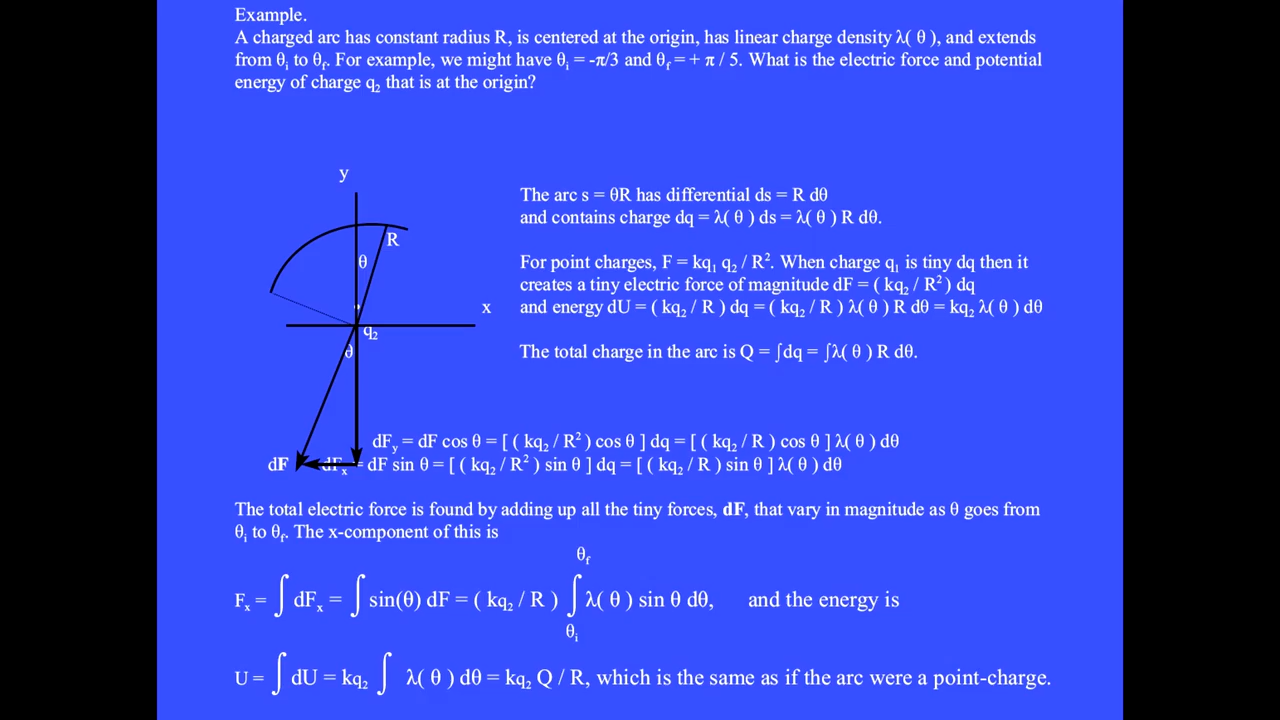 Example.
A charged arc has constant radius R, is centered at the origin, has linear charge density λ( θ ), and extends
from θᵢ to θ_f. For example, we might have θᵢ = -π/3 and θ_f = + π / 5. What is the electric force and potential
energy of charge q₂ that is at the origin?
y
The arc s = θR has differential ds = R dθ
and contains charge dq = λ( θ ) ds = λ( θ ) R dθ.
R
θ
For point charges, F = kq₁ q₂ / R². When charge q₁ is tiny dq then it
creates a tiny electric force of magnitude dF = ( kq₂ / R² ) dq
x
and energy dU = ( kq₂ / R ) dq = ( kq₂ / R ) λ( θ ) R dθ = kq₂ λ( θ ) dθ
q₂
θ
The total charge in the arc is Q = ∫dq = ∫λ( θ ) R dθ.
dF_y = dF cos θ = [ ( kq₂ / R² ) cos θ ] dq = [ ( kq₂ / R ) cos θ ] λ( θ ) dθ
dF
dFₓ = dF sin θ = [ ( kq₂ / R² ) sin θ ] dq = [ ( kq₂ / R ) sin θ ] λ( θ ) dθ
The total electric force is found by adding up all the tiny forces, dF, that vary in magnitude as θ goes from
θᵢ to θ_f. The x-component of this is
θ_f
Fₓ = ∫ dFₓ = ∫ sin(θ) dF = ( kq₂ / R ) ∫ λ( θ ) sin θ dθ, and the energy is
θᵢ
U = ∫ dU = kq₂ ∫ λ( θ ) dθ = kq₂ Q / R, which is the same as if the arc were a point-charge.